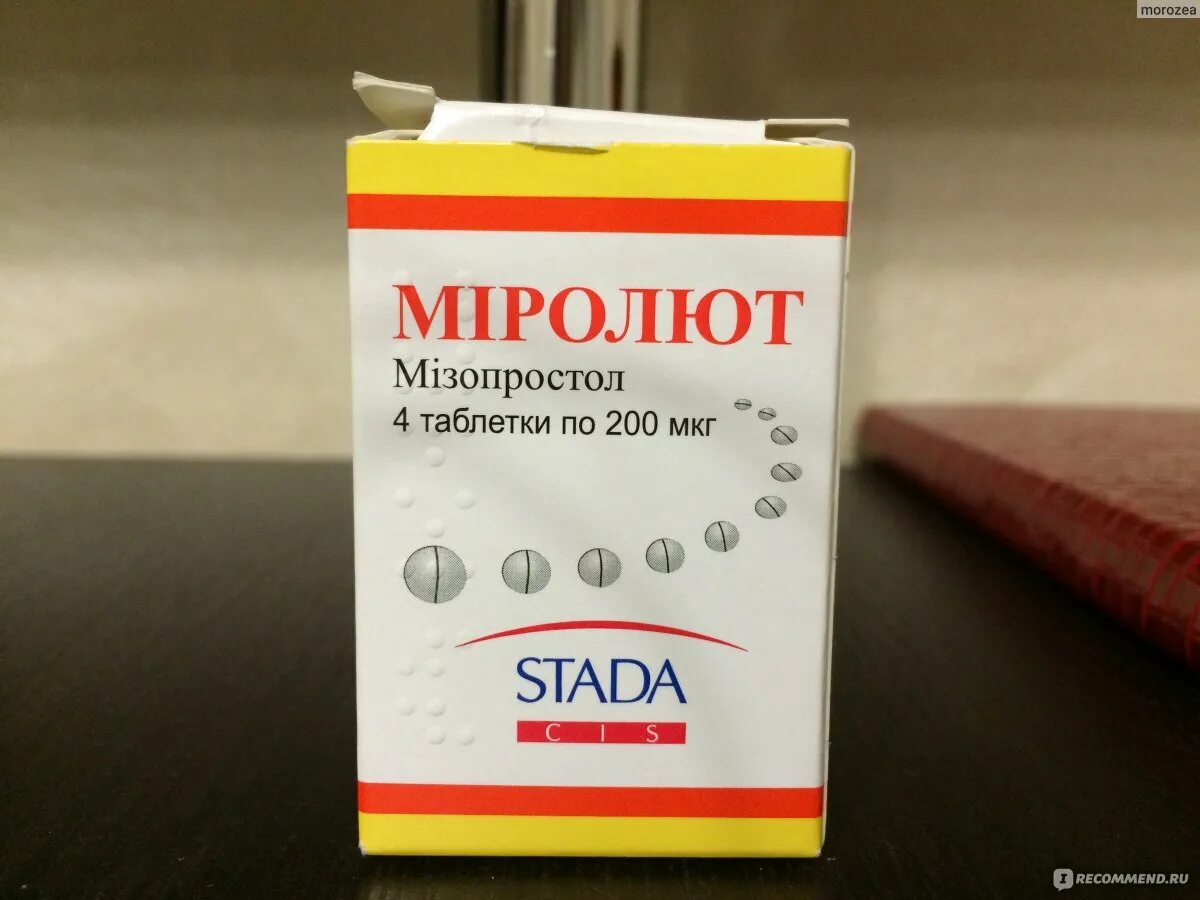 morozea
МІРОЛЮТ
Мізопростол
4 таблетки по 200 мкг
STADA
CIS
RECOMMEND.RU